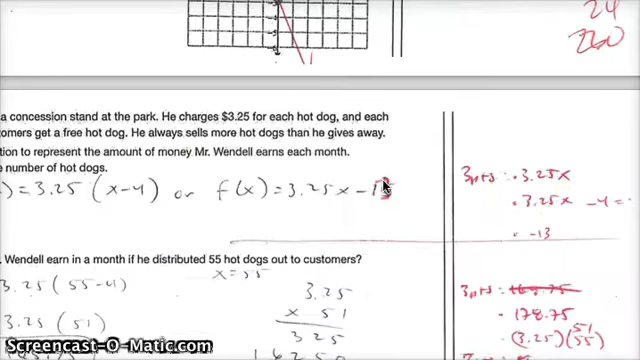 24
260
a concession stand at the park. He charges $3.25 for each hot dog, and each
omers get a free hot dog. He always sells more hot dogs than he gives away.
tion to represent the amount of money Mr. Wendell earns each month.
e number of hot dogs.
) = 3.25 (x-4) or f(x) = 3.25x - 13
3pts : · 3.25x
· 3.25x - 4 =
· -13
. Wendell earn in a month if he distributed 55 hot dogs out to customers?
x = 55
3.25 (55-4)
3.25 (51)
3.25
x 51
325
16250
3pts : 168.75
- 178.75
- (3.25)(55)
51
Screencast-O-Matic.com